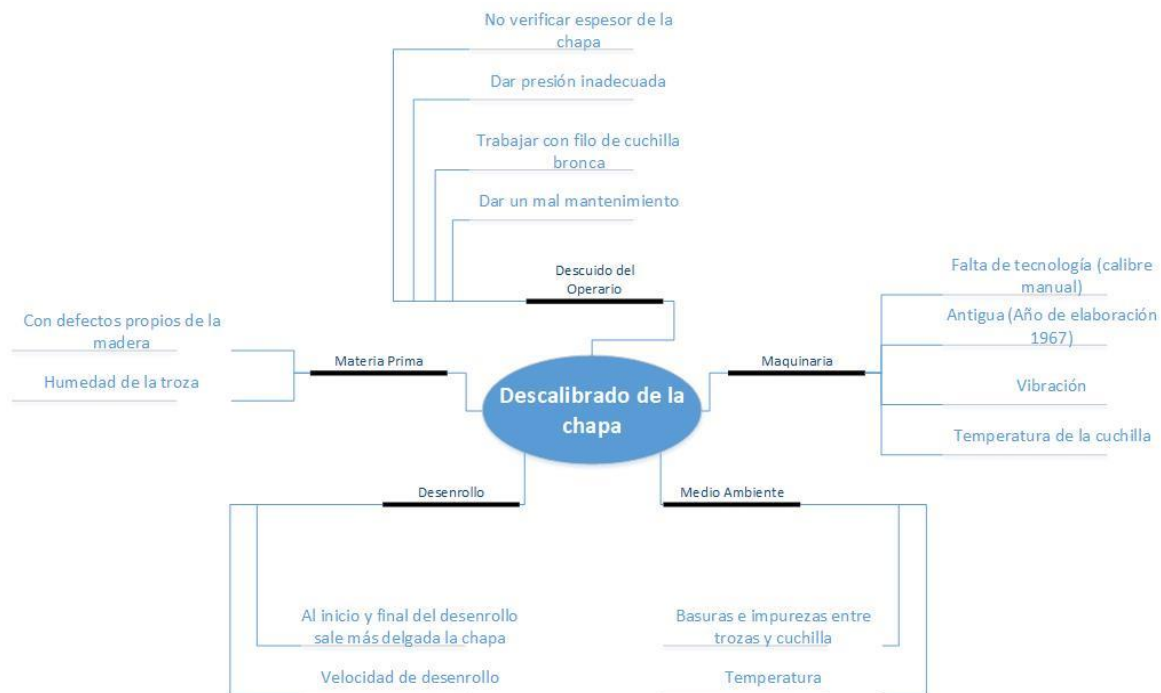 No verificar espesor de la
chapa
Dar presión inadecuada
Trabajar con filo de cuchilla
bronca
Dar un mal mantenimiento
Descuido del
Operario
Con defectos propios de la
madera
Humedad de la troza
Materia Prima
Descalibrado de la
chapa
Maquinaria
Falta de tecnología (calibre
manual)
Antigua (Año de elaboración
1967)
Vibración
Temperatura de la cuchilla
Desenrollo
Al inicio y final del desenrollo
sale más delgada la chapa
Velocidad de desenrollo
Medio Ambiente
Basuras e impurezas entre
trozas y cuchilla
Temperatura